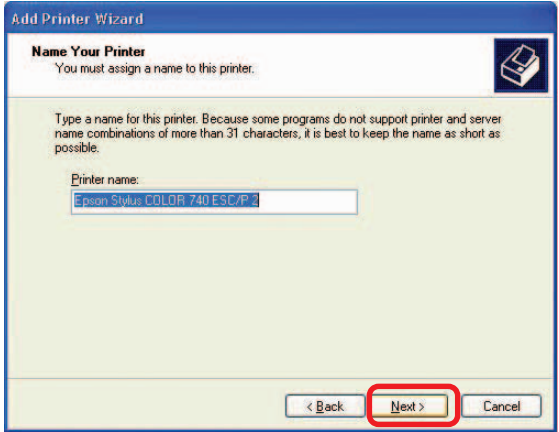 Add Printer Wizard
Name Your Printer
You must assign a name to this printer.
Type a name for this printer. Because some programs do not support printer and server
name combinations of more than 31 characters, it is best to keep the name as short as
possible.
Printer name:
Epson Stylus COLOR 740 ESC/P 2
< Back Next > Cancel